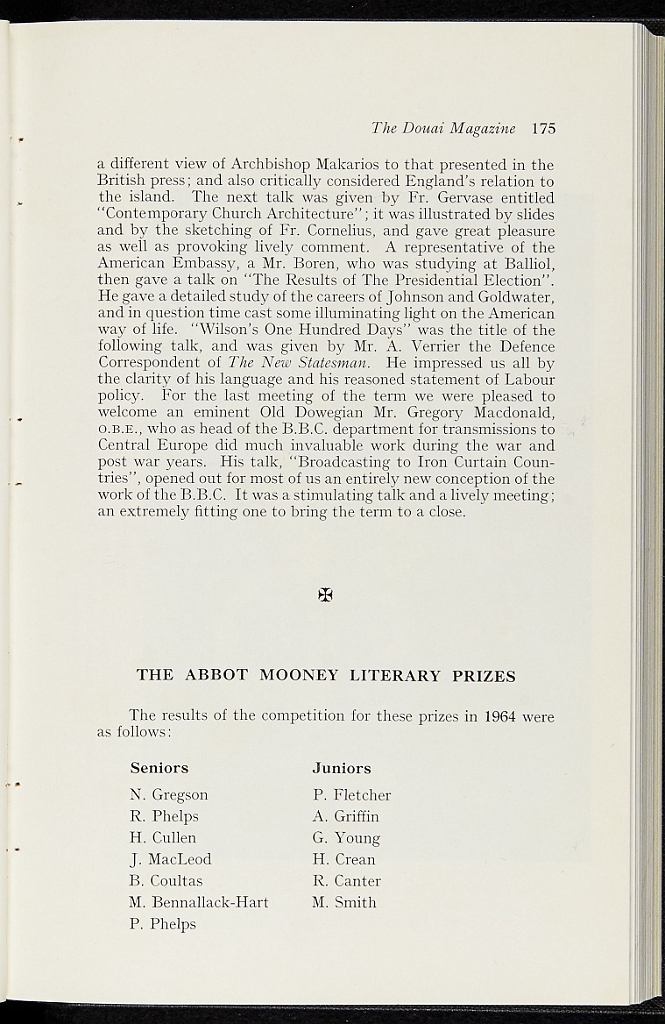 The Douai Magazine 175
a different view of Archbishop Makarios to that presented in the
British press; and also critically considered England's relation to
the island. The next talk was given by Fr. Gervase entitled
"Contemporary Church Architecture"; it was illustrated by slides
and by the sketching of Fr. Cornelius, and gave great pleasure
as well as provoking lively comment. A representative of the
American Embassy, a Mr. Boren, who was studying at Balliol,
then gave a talk on "The Results of The Presidential Election".
He gave a detailed study of the careers of Johnson and Goldwater,
and in question time cast some illuminating light on the American
way of life. "Wilson's One Hundred Days" was the title of the
following talk, and was given by Mr. A. Verrier the Defence
Correspondent of The New Statesman. He impressed us all by
the clarity of his language and his reasoned statement of Labour
policy. For the last meeting of the term we were pleased to
welcome an eminent Old Dowegian Mr. Gregory Macdonald,
O.B.E., who as head of the B.B.C. department for transmissions to
Central Europe did much invaluable work during the war and
post war years. His talk, "Broadcasting to Iron Curtain Coun-
tries", opened out for most of us an entirely new conception of the
work of the B.B.C. It was a stimulating talk and a lively meeting;
an extremely fitting one to bring the term to a close.
THE ABBOT MOONEY LITERARY PRIZES
The results of the competition for these prizes in 1964 were
as follows:
Seniors
N. Gregson
R. Phelps
H. Cullen
J. MacLeod
B. Coultas
M. Bennallack-Hart
P. Phelps
Juniors
P. Fletcher
A. Griffin
G. Young
H. Crean
R. Canter
M. Smith